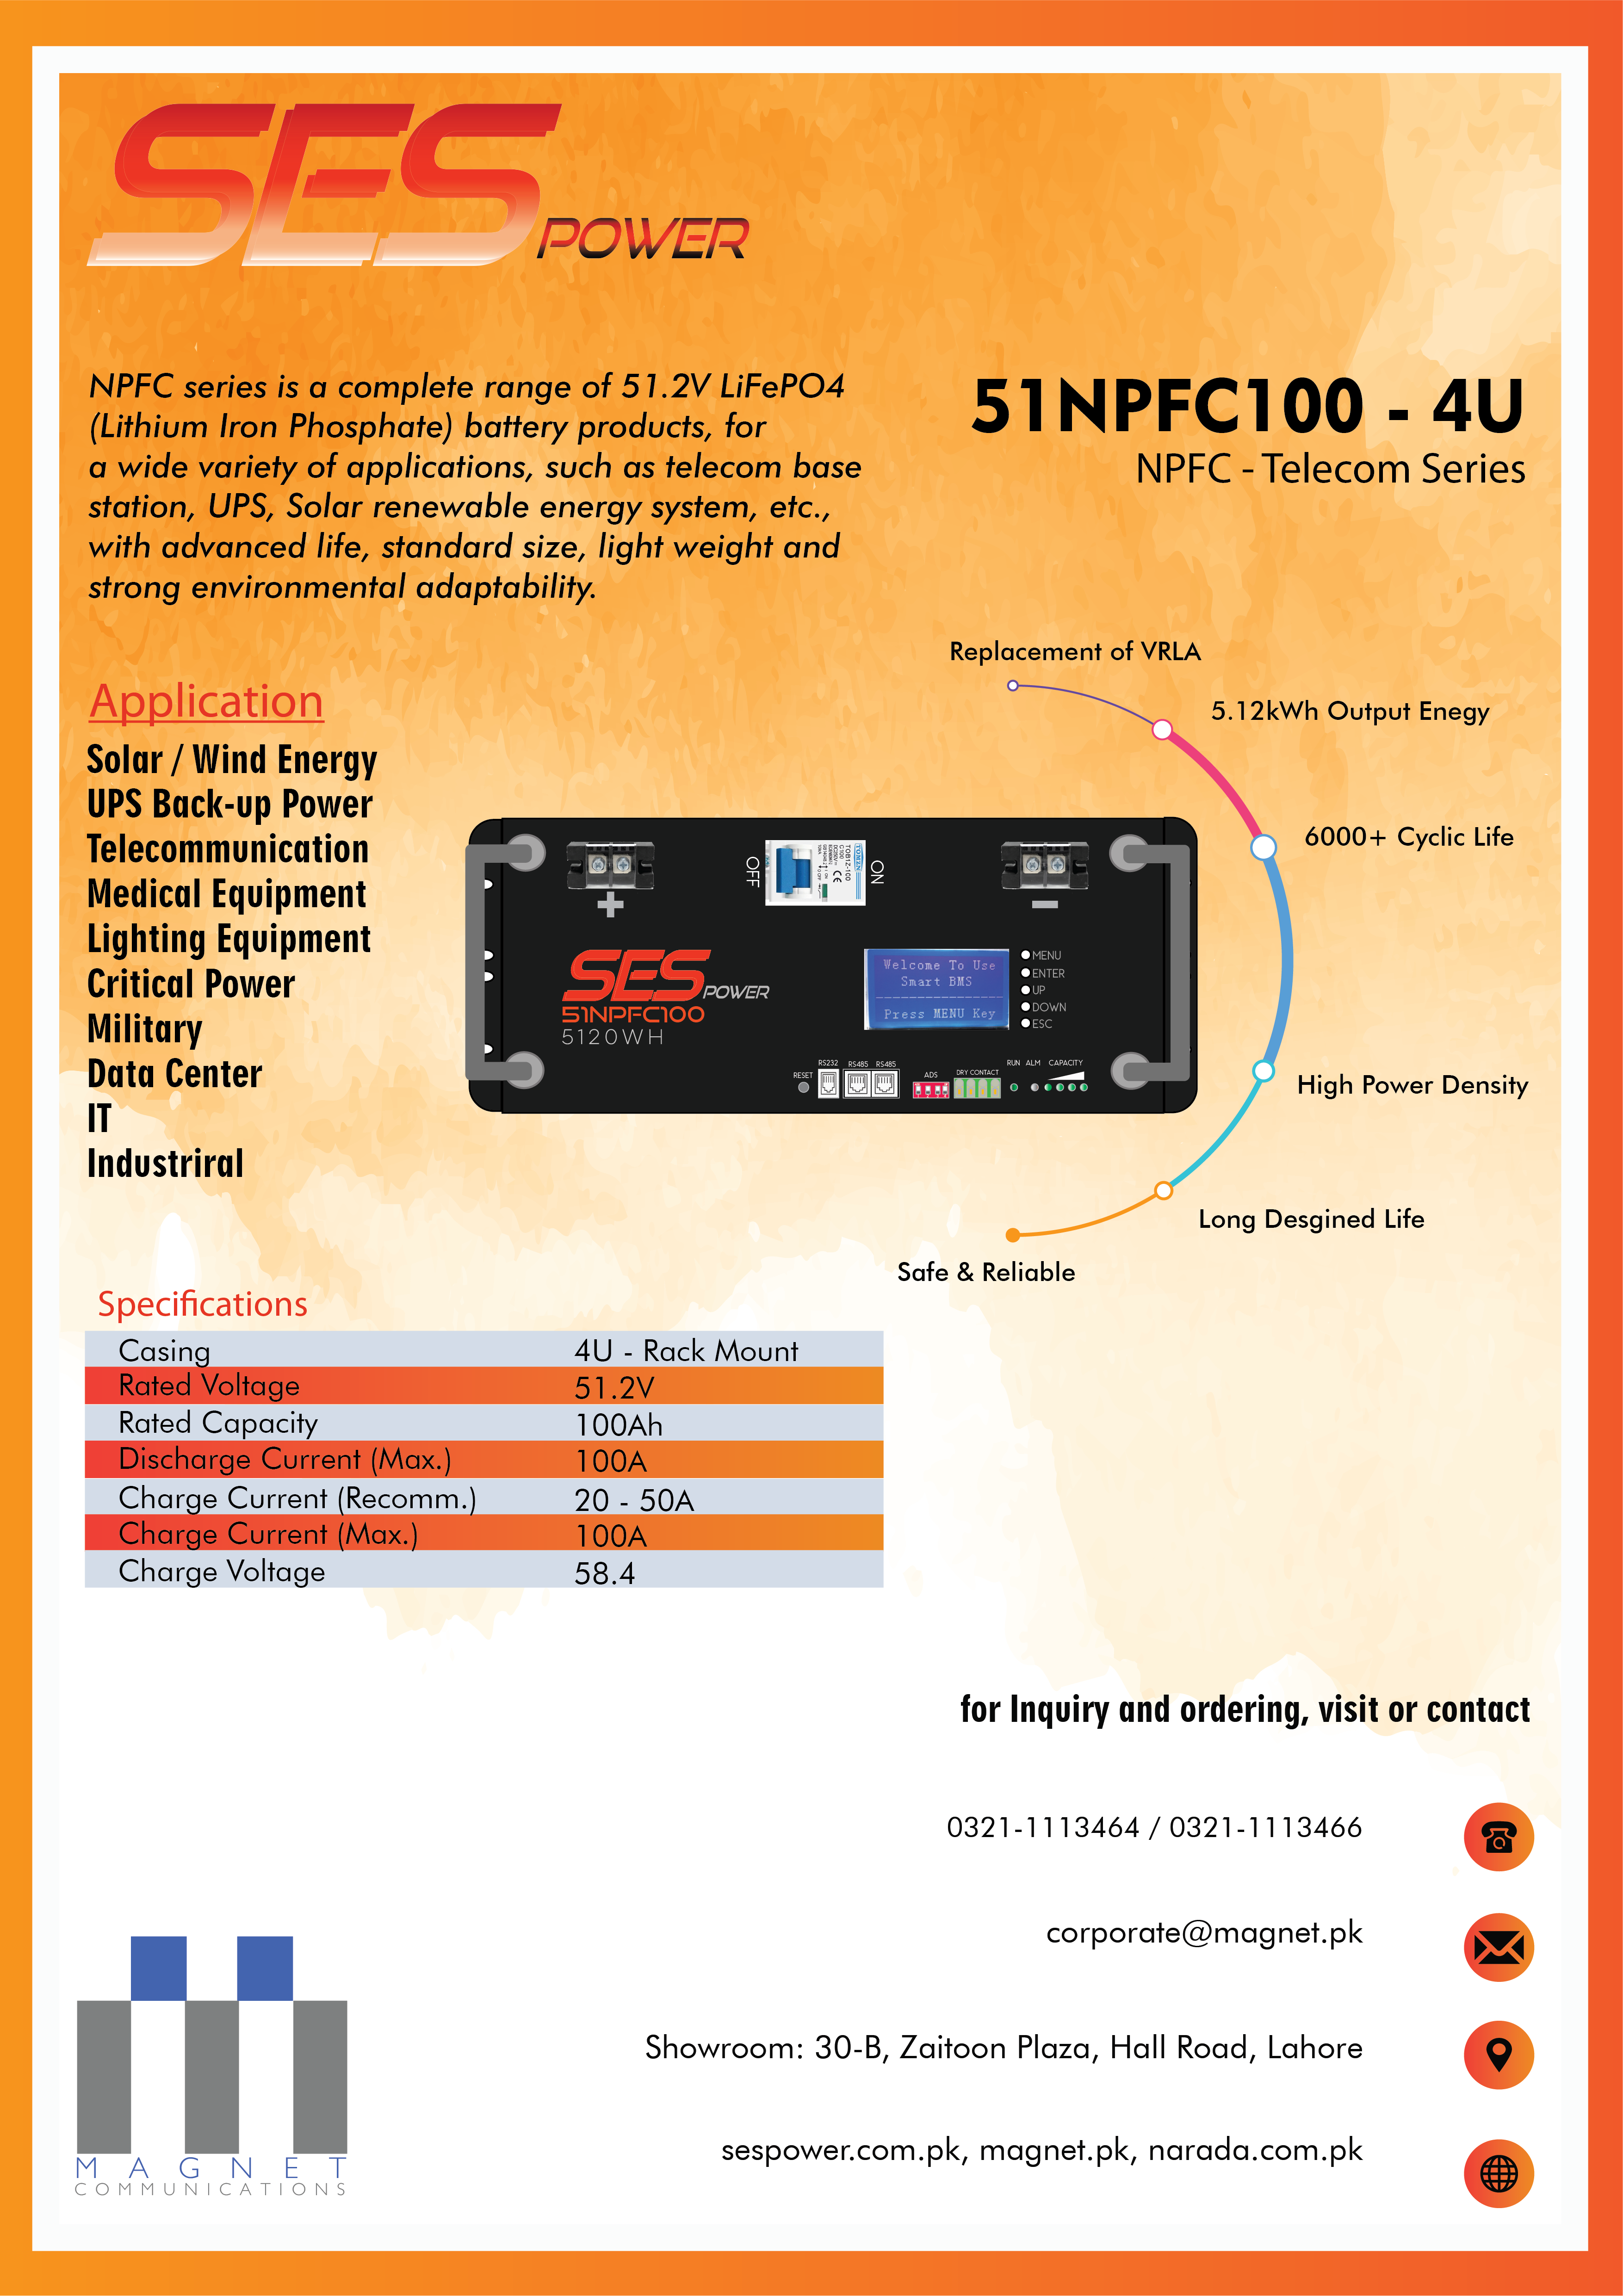 SES POWER
NPFC series is a complete range of 51.2V LiFePO4
(Lithium Iron Phosphate) battery products, for
a wide variety of applications, such as telecom base
station, UPS, Solar renewable energy system, etc.,
with advanced life, standard size, light weight and
strong environmental adaptability.
51NPFC100 - 4U
NPFC - Telecom Series
Application
Solar / Wind Energy
UPS Back-up Power
Telecommunication
Medical Equipment
Lighting Equipment
Critical Power
Military
Data Center
IT
Industriral
Replacement of VRLA
5.12kWh Output Enegy
6000+ Cyclic Life
High Power Density
Long Desgined Life
Safe & Reliable
+
OFF
ON
TOMZN
TOB1Z-100
C100
DC250V
CE
−
SES POWER
51NPFC100
5120WH
Welcome To Use
Smart BMS
Press MENU Key
MENU
ENTER
UP
DOWN
ESC
RESET
RS232
RS485
RS485
ADS
DRY CONTACT
RUN
ALM
CAPACITY
Specifications
Casing 4U - Rack Mount
Rated Voltage 51.2V
Rated Capacity 100Ah
Discharge Current (Max.) 100A
Charge Current (Recomm.) 20 - 50A
Charge Current (Max.) 100A
Charge Voltage 58.4
for Inquiry and ordering, visit or contact
0321-1113464 / 0321-1113466
corporate@magnet.pk
Showroom: 30-B, Zaitoon Plaza, Hall Road, Lahore
sespower.com.pk, magnet.pk, narada.com.pk
MAGNET
COMMUNICATIONS